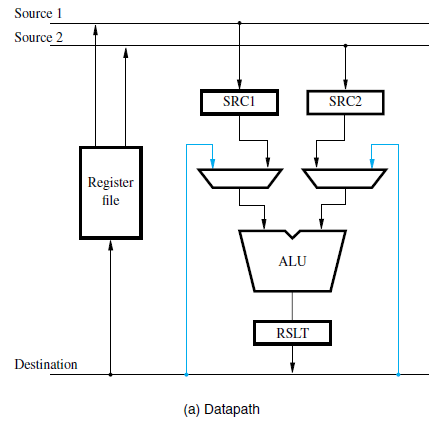 Source 1
Source 2
SRC1
SRC2
Register
file
ALU
RSLT
Destination
(a) Datapath